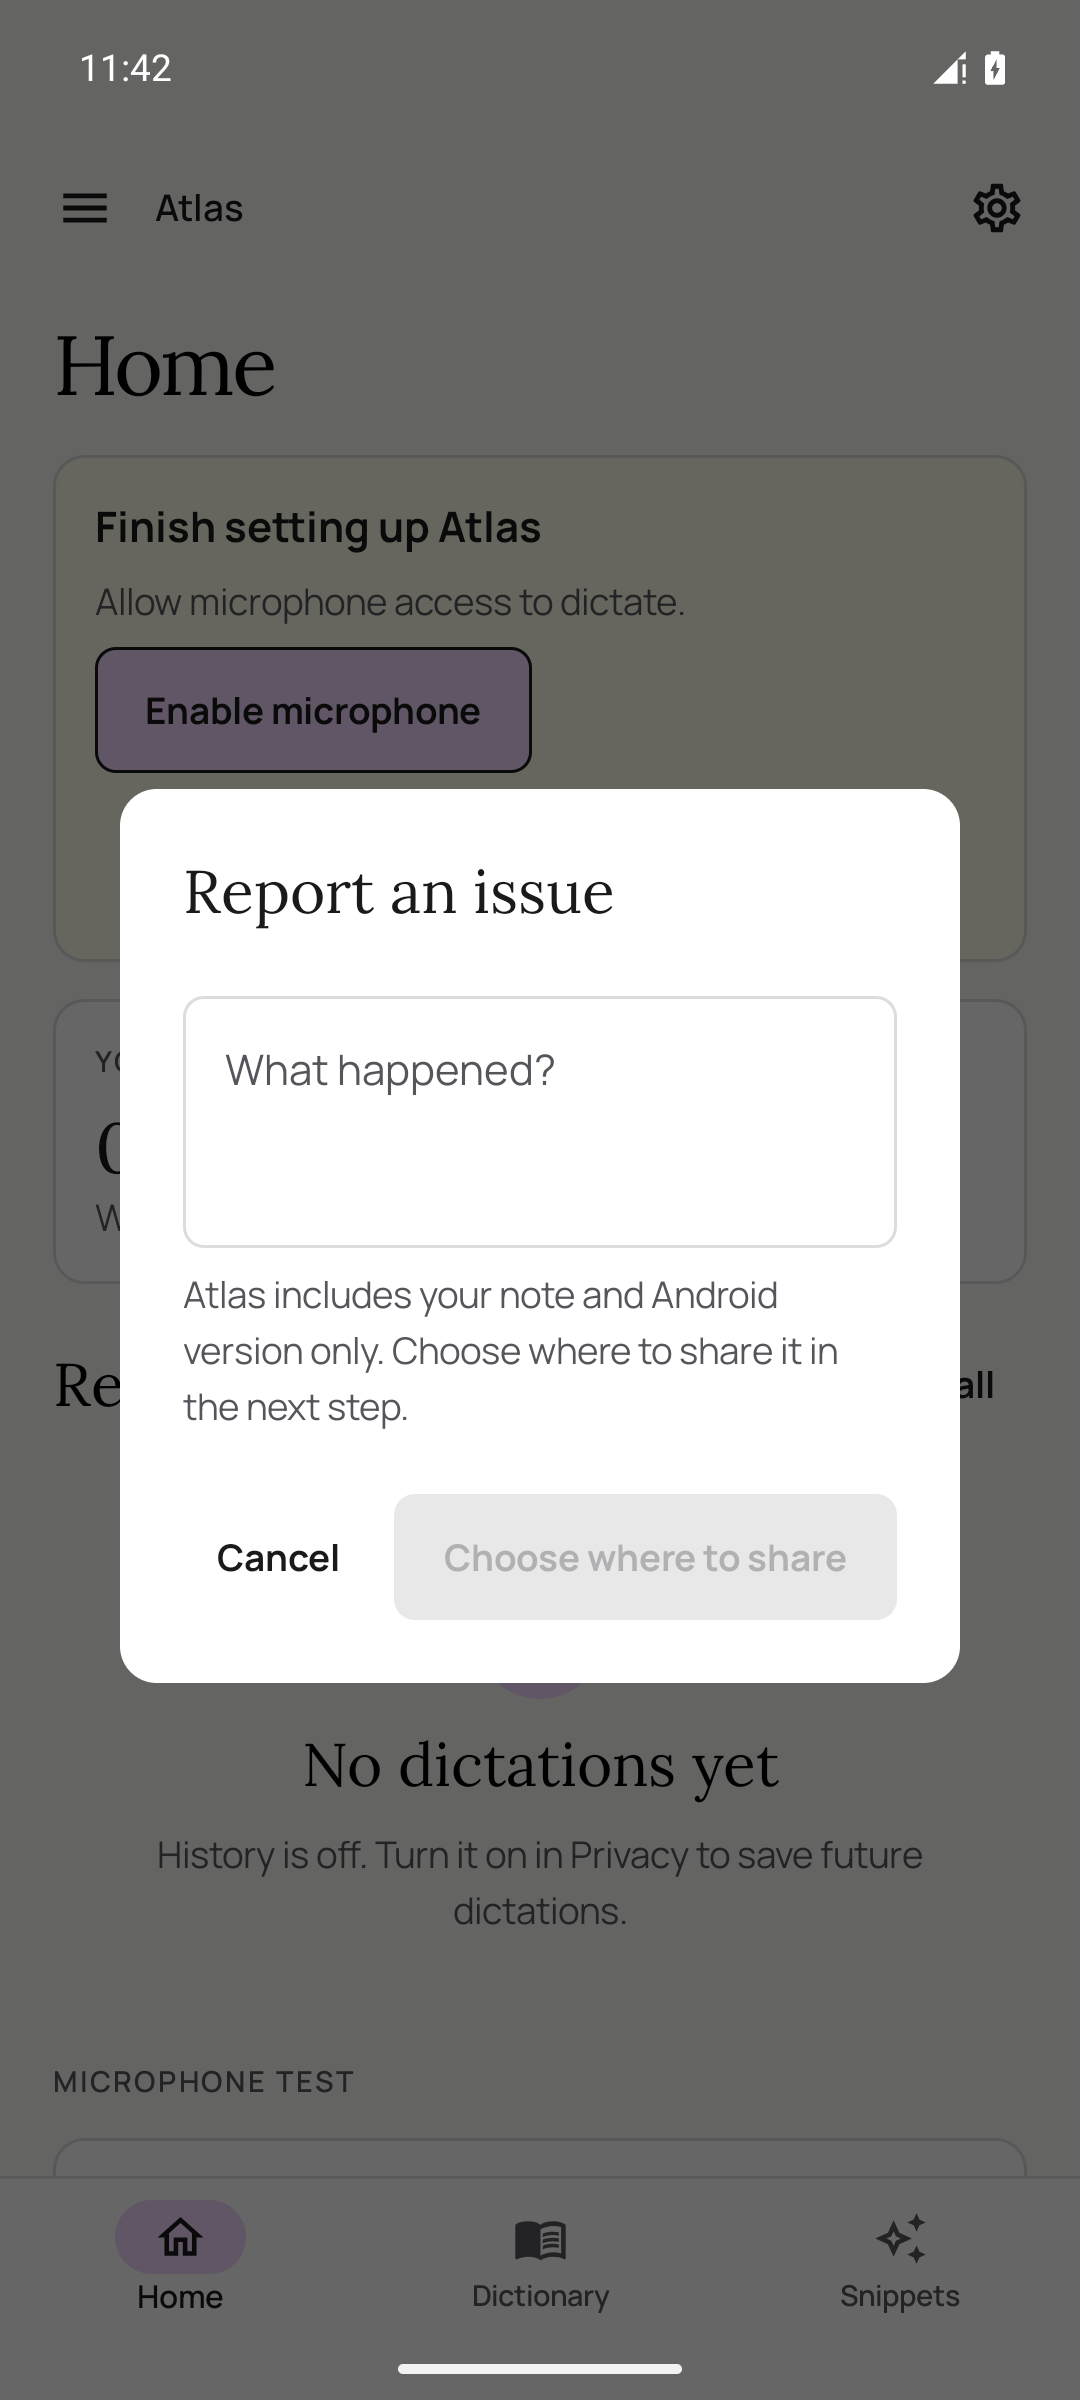 11:42
Atlas
Home
Finish setting up Atlas
Allow microphone access to dictate.
Enable microphone
Report an issue
What happened?
Atlas includes your note and Android
version only. Choose where to share it in
the next step.
Cancel
Choose where to share
all
No dictations yet
History is off. Turn it on in Privacy to save future
dictations.
MICROPHONE TEST
Home
Dictionary
Snippets